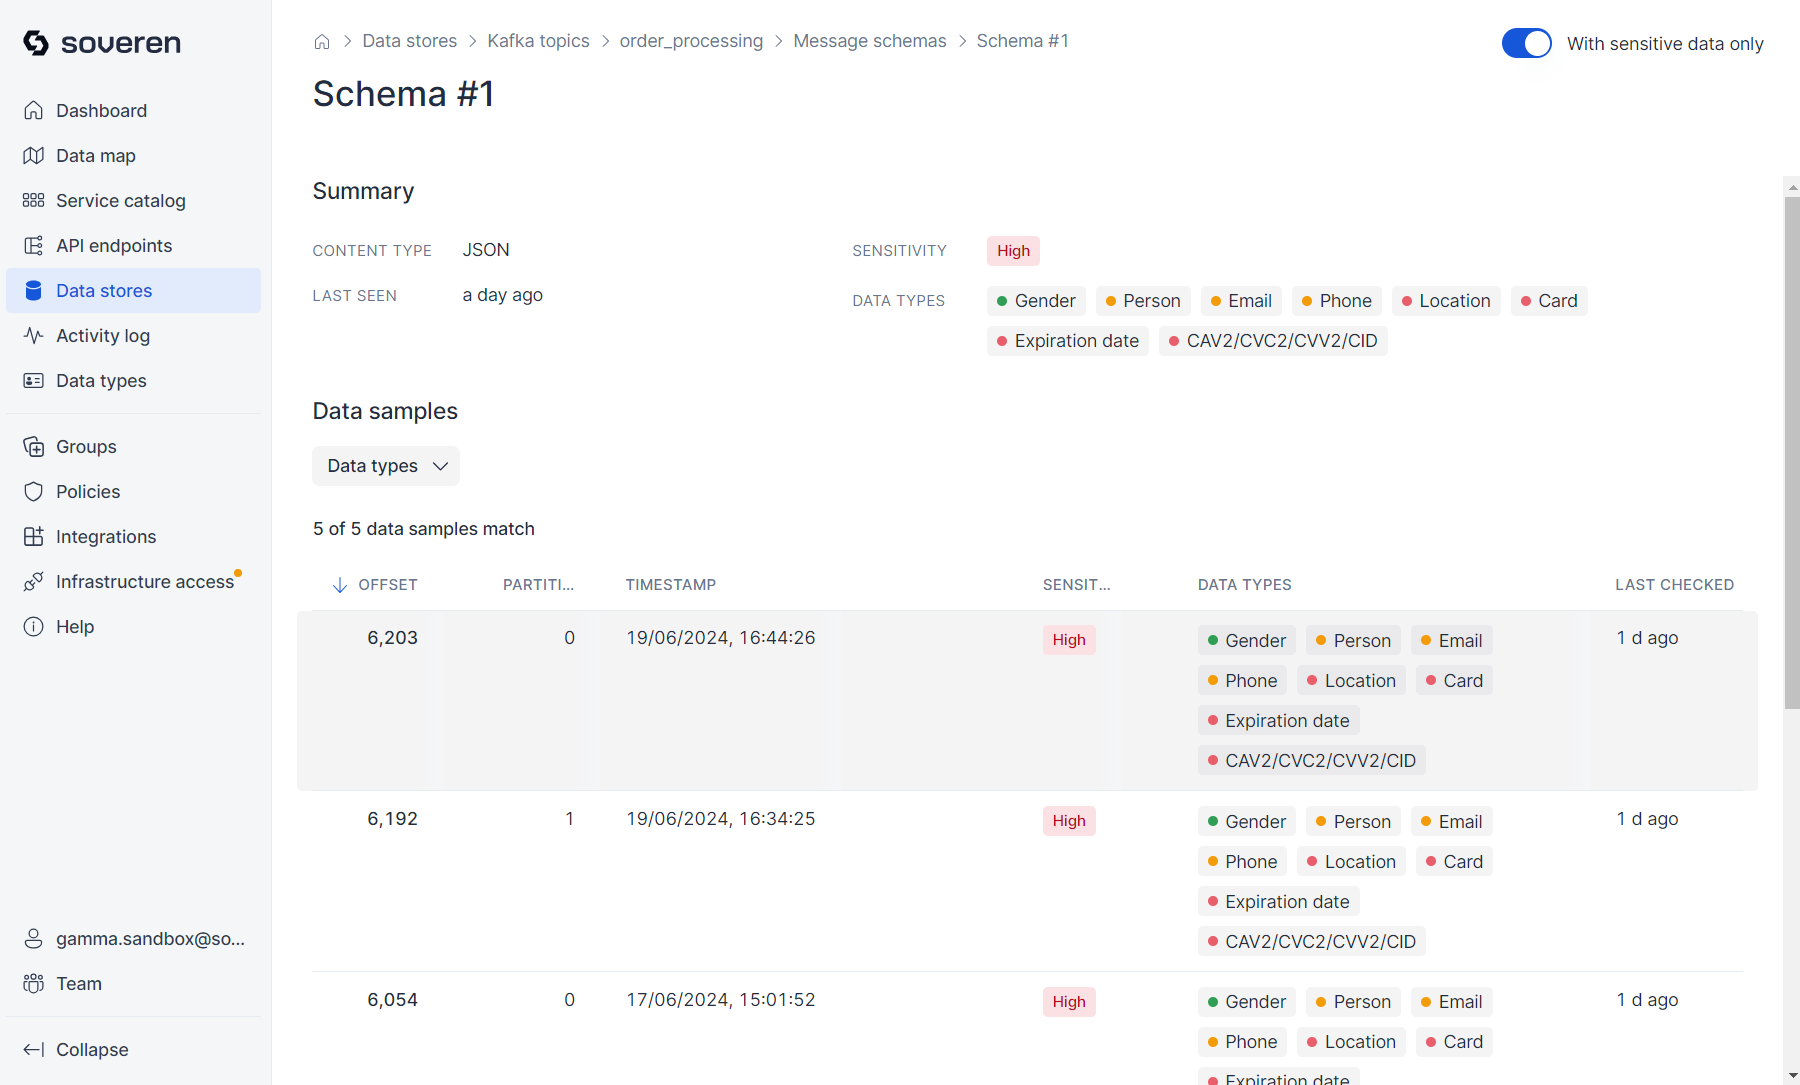 soveren
Dashboard
Data map
Service catalog
API endpoints
Data stores
Activity log
Data types
Groups
Policies
Integrations
Infrastructure access
Help
gamma.sandbox@so...
Team
Collapse
Data stores > Kafka topics > order_processing > Message schemas > Schema #1
With sensitive data only
Schema #1
Summary
CONTENT TYPE JSON
LAST SEEN a day ago
SENSITIVITY High
DATA TYPES Gender Person Email Phone Location Card
Expiration date CAV2/CVC2/CVV2/CID
Data samples
Data types
5 of 5 data samples match
OFFSET PARTITI... TIMESTAMP SENSIT... DATA TYPES LAST CHECKED
6,203 0 19/06/2024, 16:44:26 High Gender Person Email 1 d ago
Phone Location Card
Expiration date
CAV2/CVC2/CVV2/CID
6,192 1 19/06/2024, 16:34:25 High Gender Person Email 1 d ago
Phone Location Card
Expiration date
CAV2/CVC2/CVV2/CID
6,054 0 17/06/2024, 15:01:52 High Gender Person Email 1 d ago
Phone Location Card
Expiration date